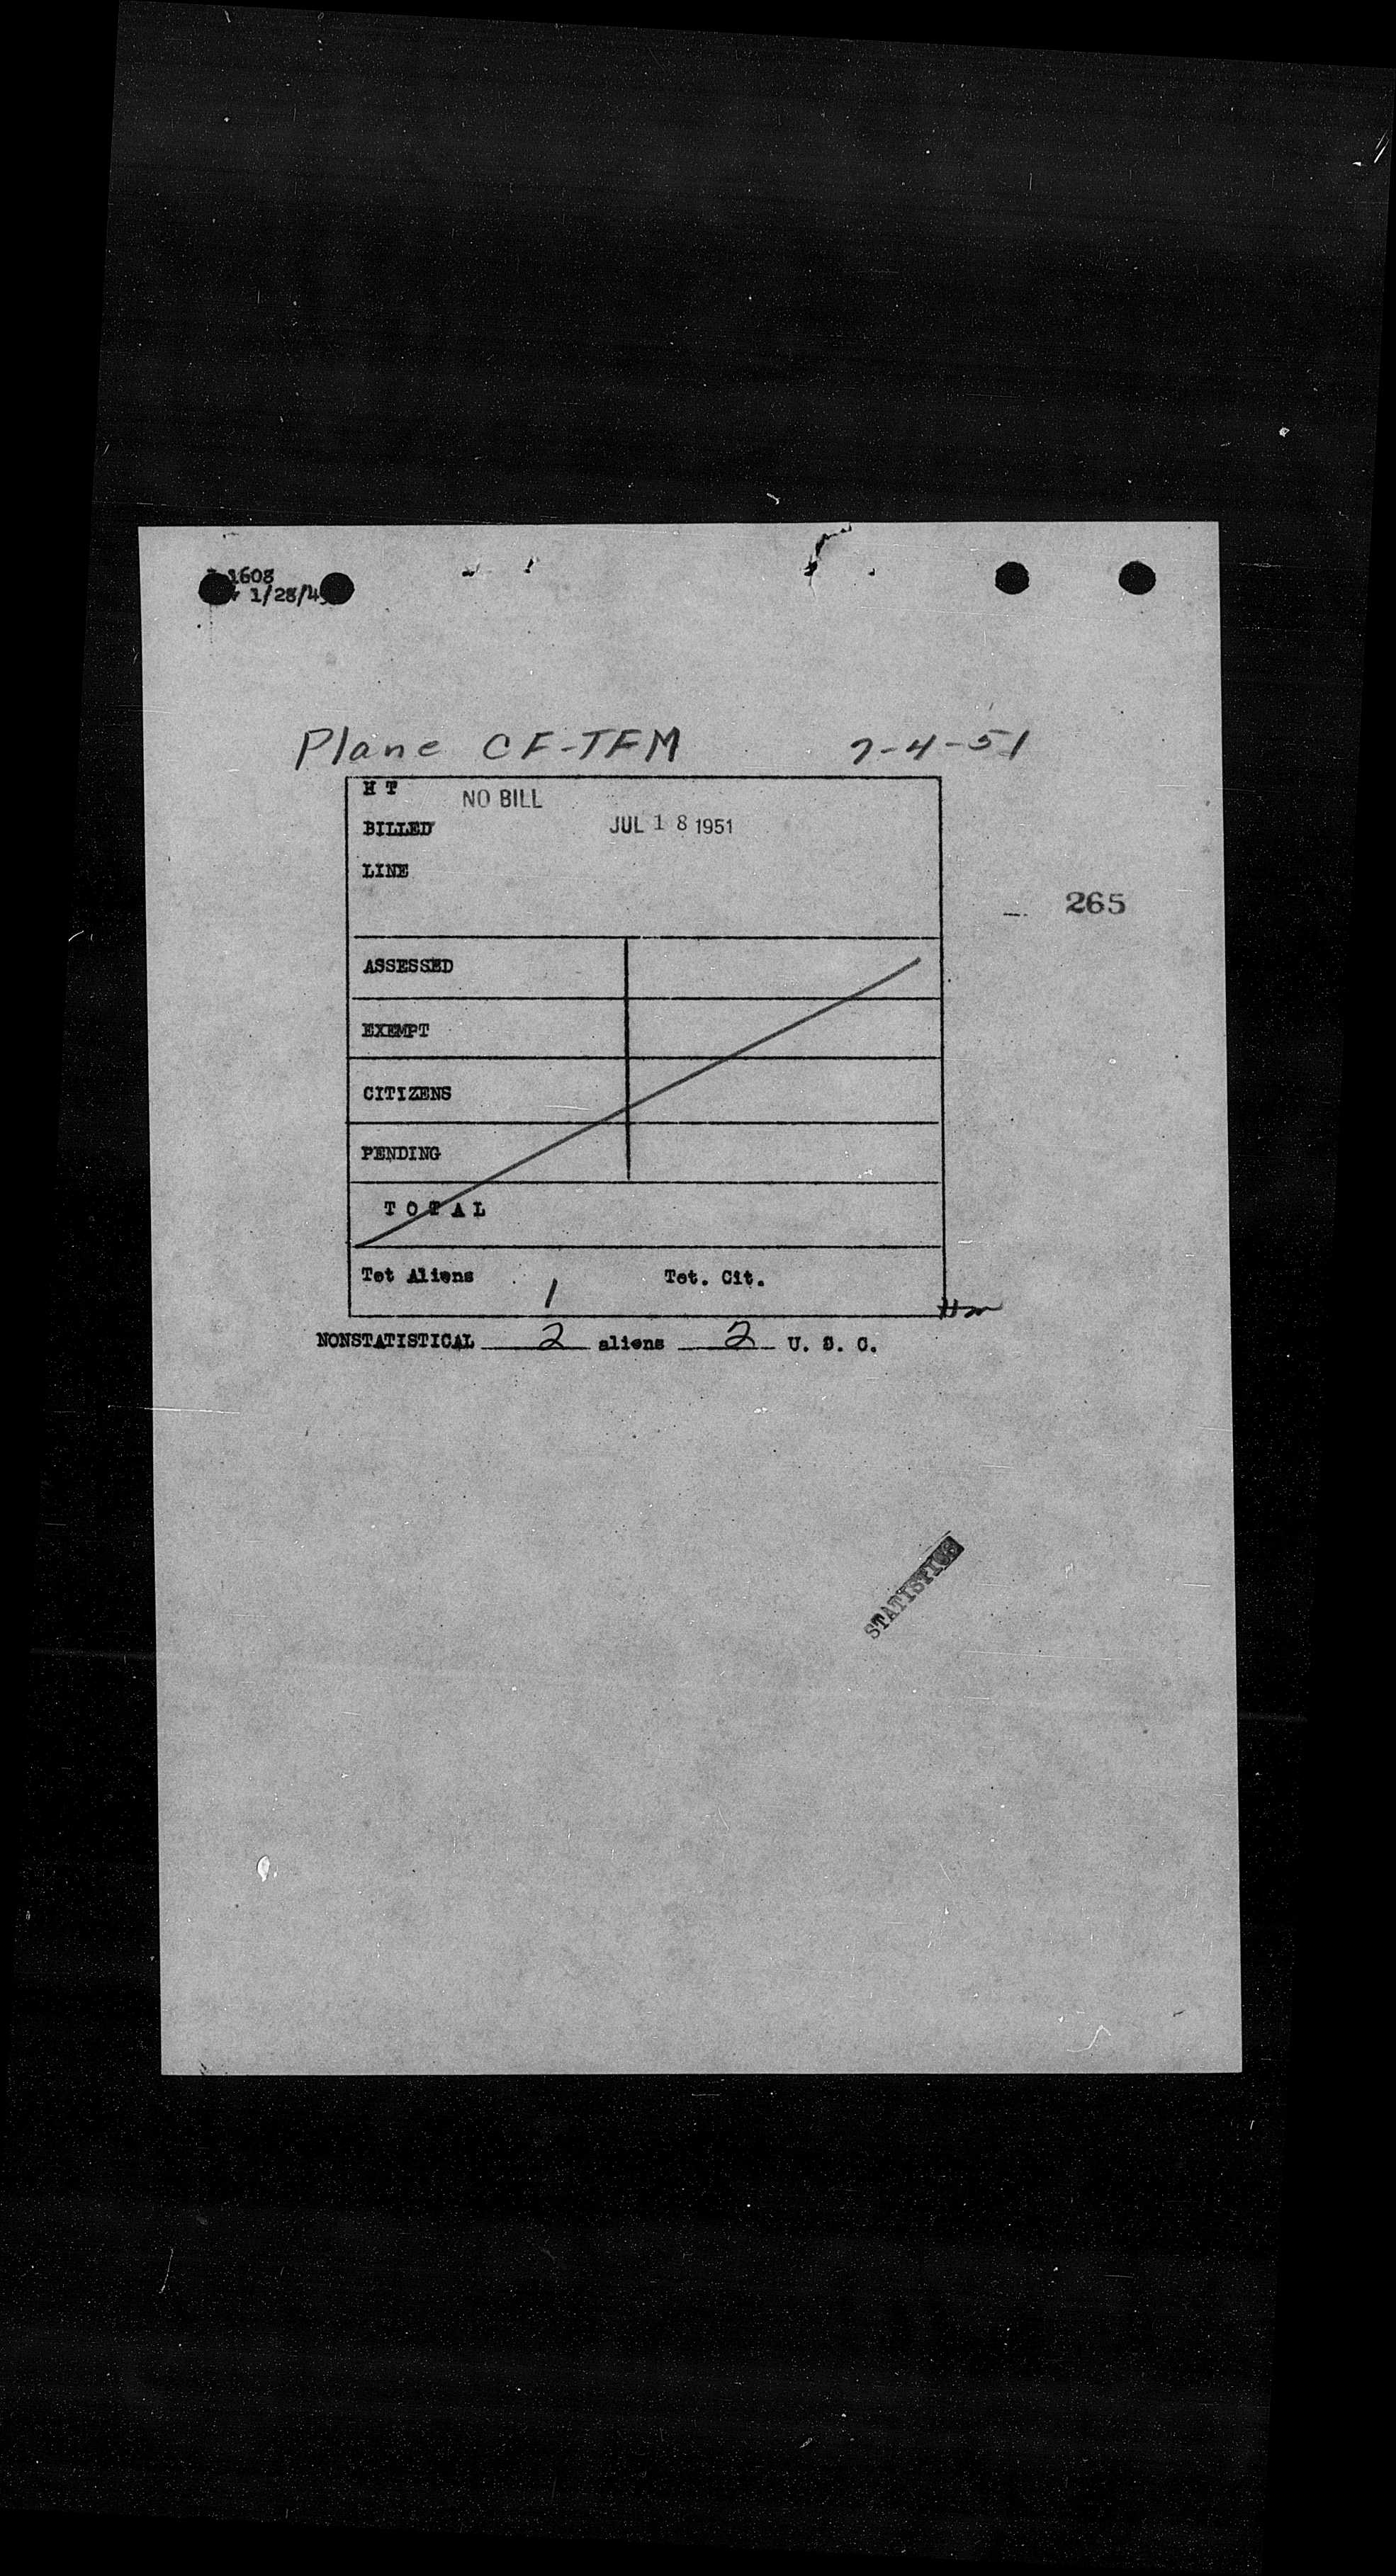 1608
1/28/4
Plane CF-TFM 7-4-51
H T NO BILL
BILLED JUL 18 1951
LINE
265
ASSESSED
EXEMPT
CITIZENS
PENDING
TOTAL
Tot Aliens 1 Tot. Cit.
NONSTATISTICAL 2 aliens 2 U. S. C.
STATISTICS